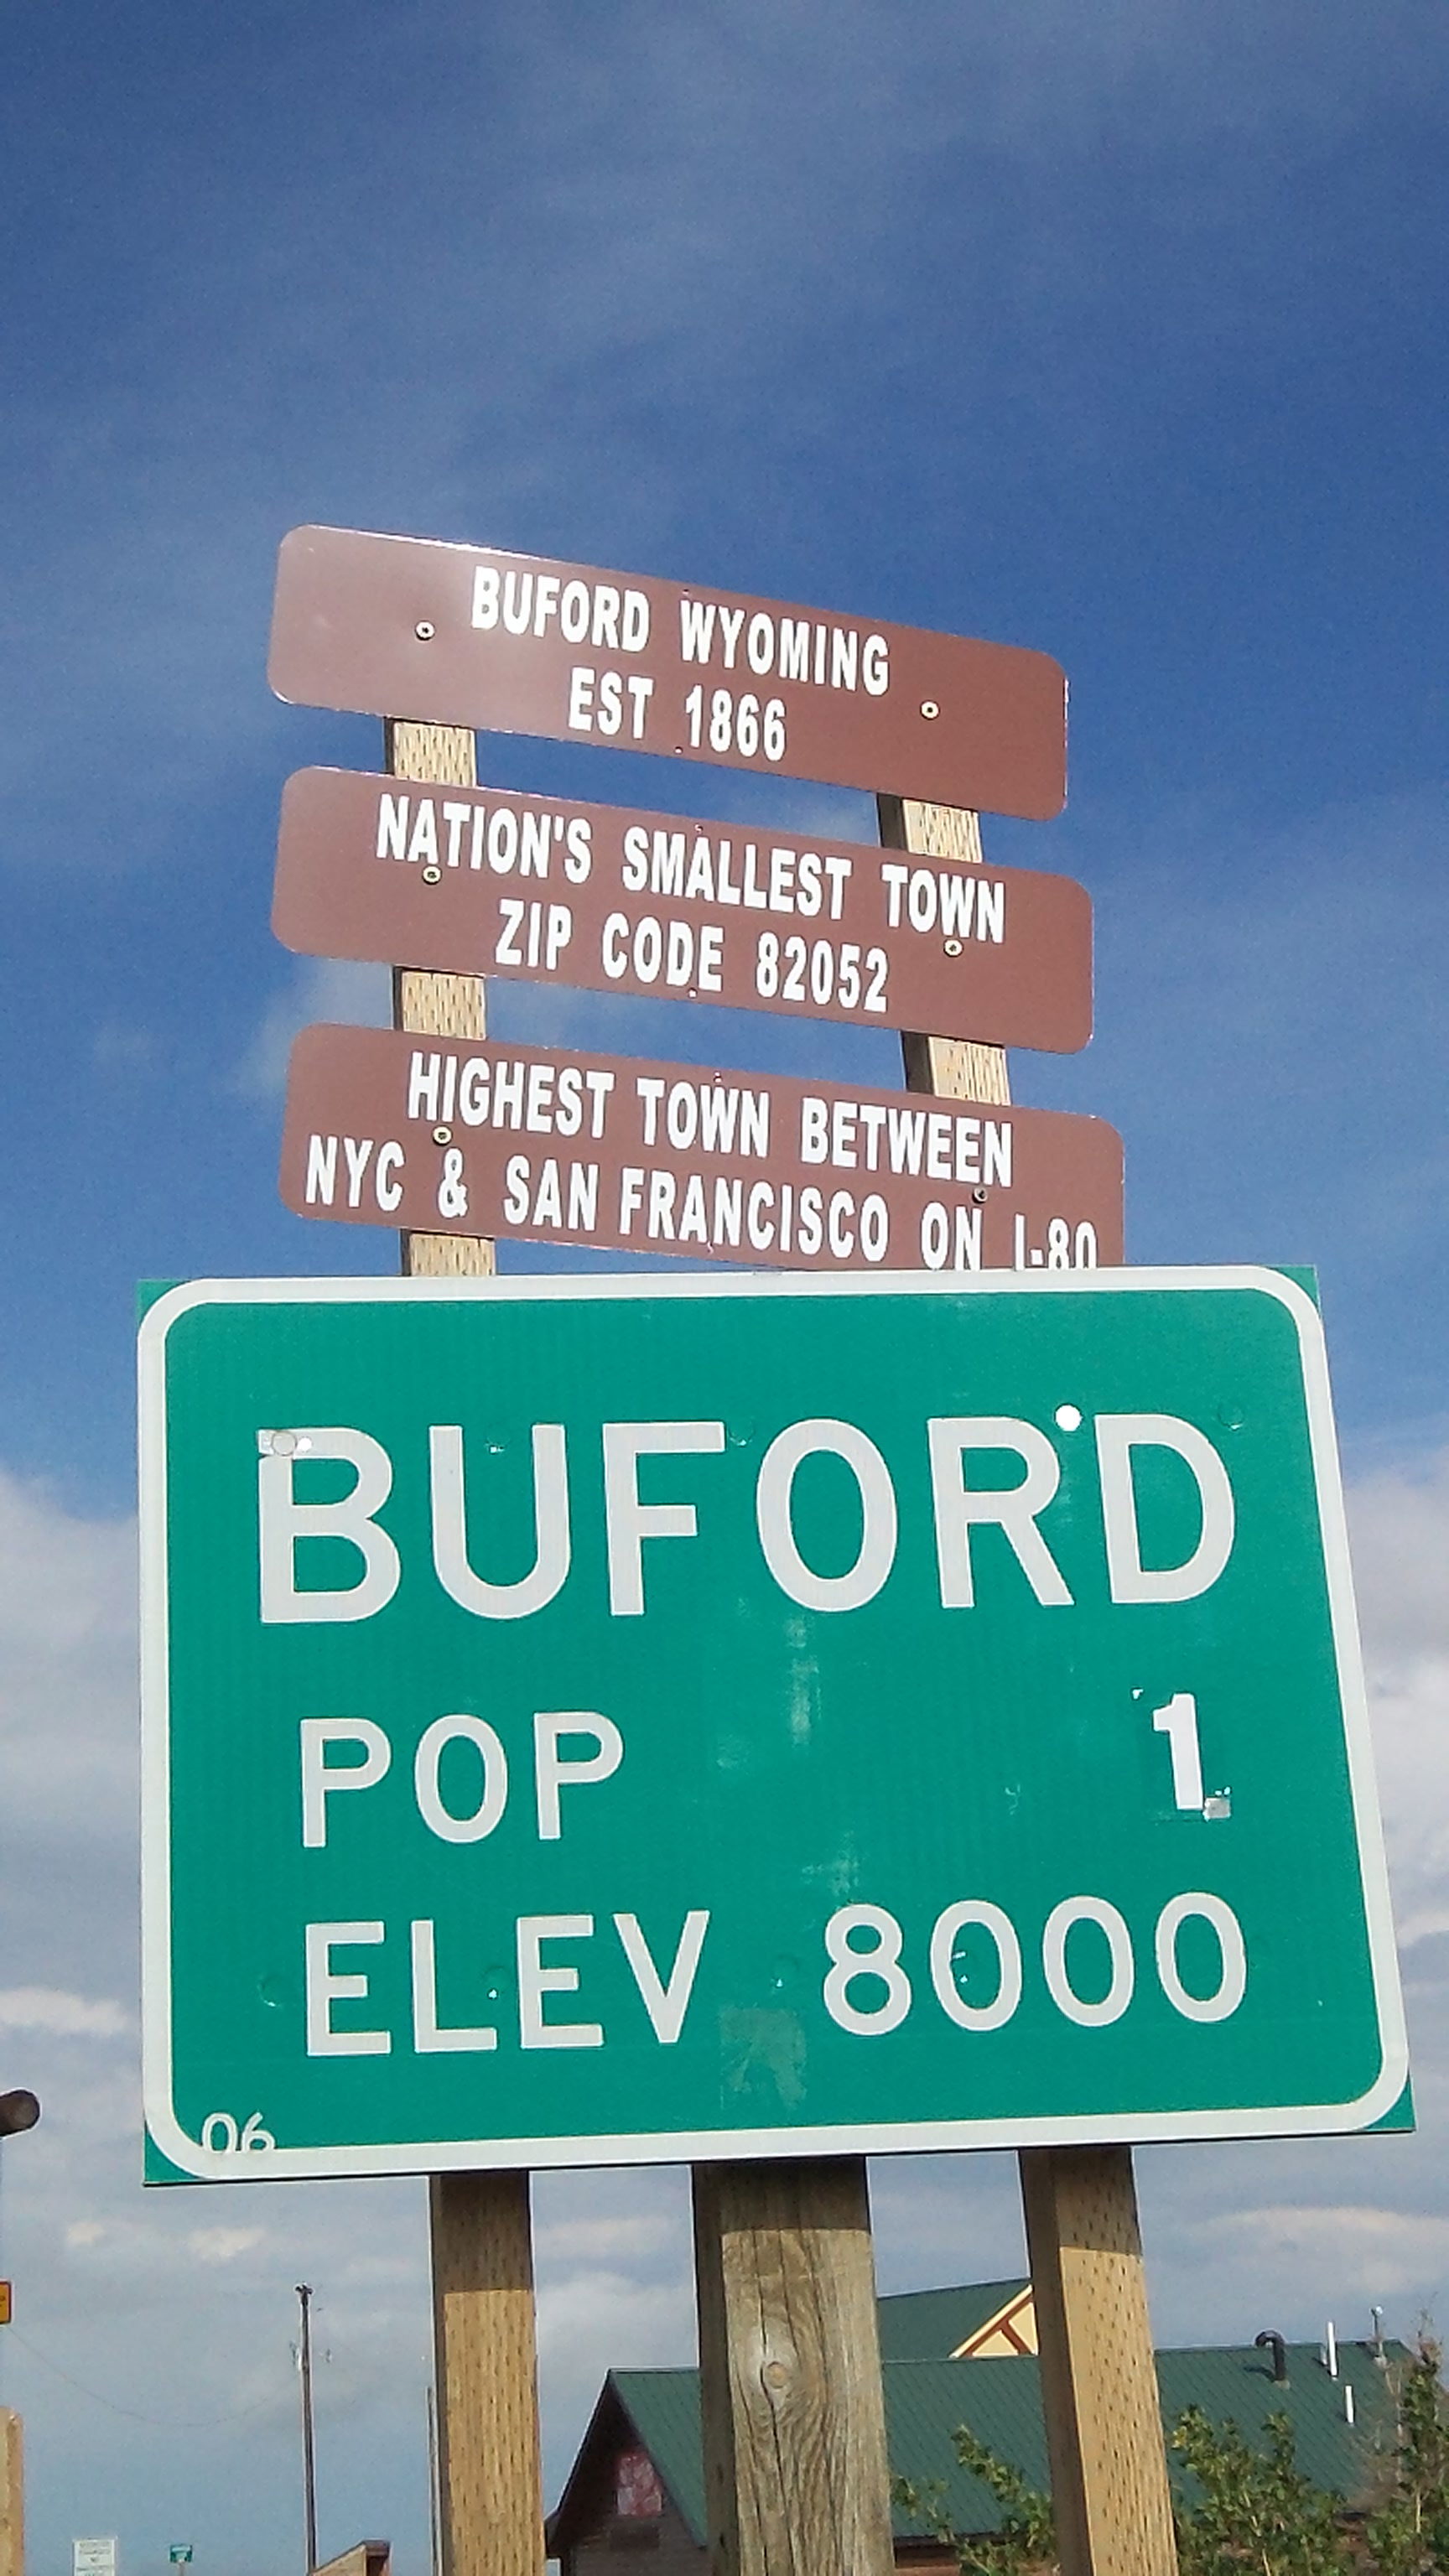 BUFORD WYOMING
EST 1866
NATION'S SMALLEST TOWN
ZIP CODE 82052
HIGHEST TOWN BETWEEN
NYC & SAN FRANCISCO ON I-80
BUFORD
POP 1
ELEV 8000
06